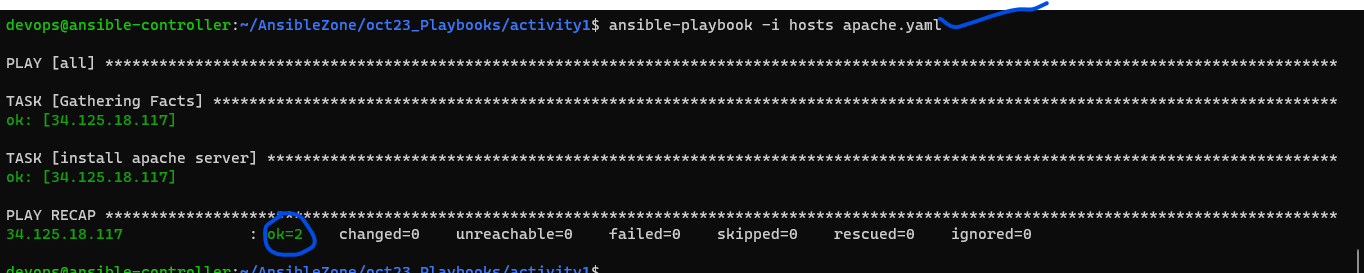 devops@ansible-controller:~/AnsibleZone/oct23_Playbooks/activity1$ ansible-playbook -i hosts apache.yaml
PLAY [all] *****************************************************************************************************************************************
TASK [Gathering Facts] *****************************************************************************************************************************
ok: [34.125.18.117]
TASK [install apache server] ***********************************************************************************************************************
ok: [34.125.18.117]
PLAY RECAP *****************************************************************************************************************************************
34.125.18.117              : ok=2    changed=0    unreachable=0    failed=0    skipped=0    rescued=0    ignored=0
devops@ansible-controller:~/AnsibleZone/oct23_Playbooks/activity1$